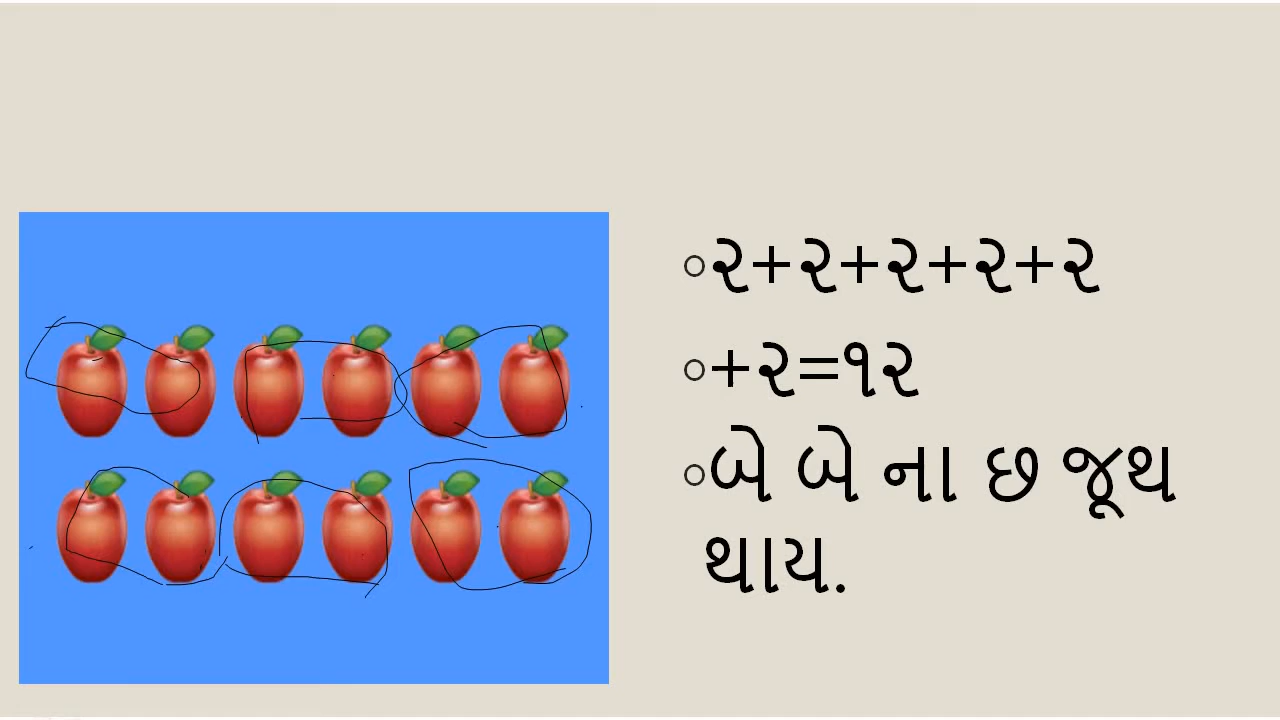 ૨+૨+૨+૨+૨
+૨=૧૨
બે બે ના છ જૂથ
થાય.